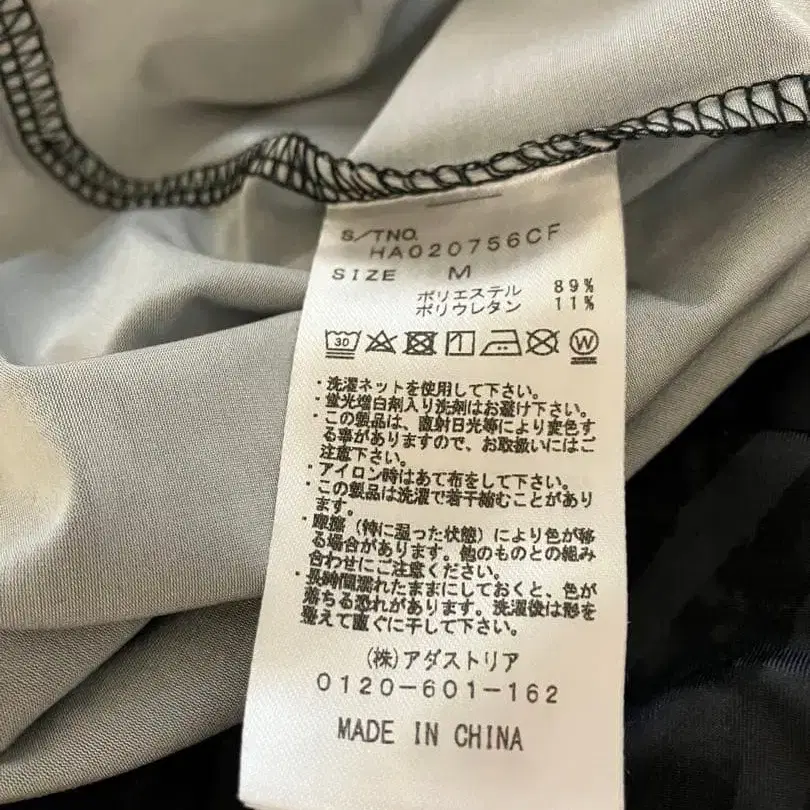 S/TNO.
HA020756CF
SIZE M
ポリエステル 89%
ポリウレタン 11%
30
W
・洗濯ネットを使用して下さい。
・蛍光増白剤入り洗剤はお避け下さい。
・この製品は、直射日光等により変色す
る事がありますので、お取扱いにはご
注意下さい。
・アイロン時はあて布をして下さい。
・この製品は洗濯で若干縮むことがあり
ます。
・摩擦（特に湿った状態）により色が移
る場合があります。他のものとの組み
合わせにご注意ください。
・長時間濡れたままにしておくと、色が
落ちる恐れがあります。洗濯後は形を
整えて直ぐに干して下さい。
(株)アダストリア
0120-601-162
MADE IN CHINA